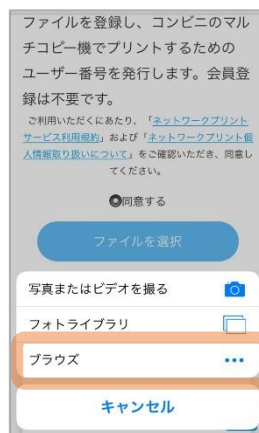 ファイルを登録し、コンビニのマル
チコピー機でプリントするための
ユーザー番号を発行します。会員登
録は不要です。
ご利用いただくにあたり、「ネットワークプリント
サービス利用規約」および「ネットワークプリント個
人情報取り扱いについて」をご確認いただき、同意し
てください。
同意する
ファイルを選択
写真またはビデオを撮る
フォトライブラリ
ブラウズ
キャンセル